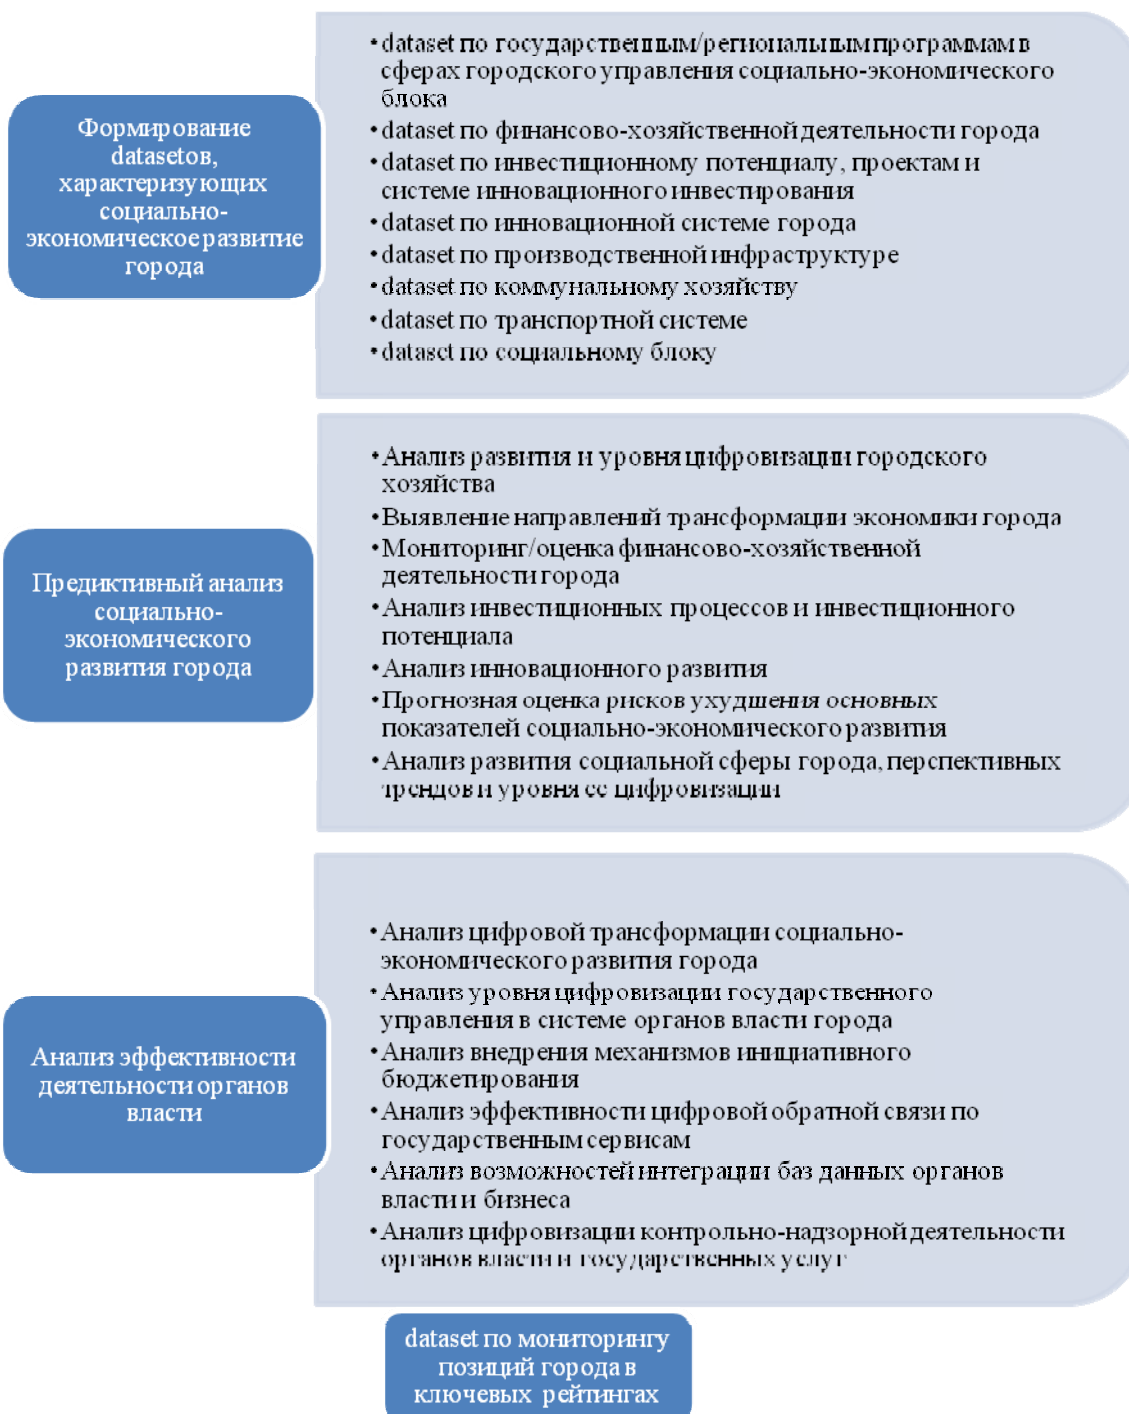 Формирование
datasetов,
характеризующих
социально-
экономическое развитие
города
•dataset по государственным/региональным программам в
сферах городского управления социально-экономического
блока
•dataset по финансово-хозяйственной деятельности города
•dataset по инвестиционному потенциалу, проектам и
системе инновационного инвестирования
•dataset по инновационной системе города
•dataset по производственной инфраструктуре
•dataset по коммунальному хозяйству
•dataset по транспортной системе
•dataset по социальному блоку
Предиктивный анализ
социально-
экономического
развития города
•Анализ развития и уровня цифровизации городского
хозяйства
•Выявление направлений трансформации экономики города
•Мониторинг/оценка финансово-хозяйственной
деятельности города
•Анализ инвестиционных процессов и инвестиционного
потенциала
•Анализ инновационного развития
•Прогнозная оценка рисков ухудшения основных
показателей социально-экономического развития
•Анализ развития социальной сферы города, перспективных
трендов и уровня ее цифровизации
Анализ эффективности
деятельности органов
власти
•Анализ цифровой трансформации социально-
экономического развития города
•Анализ уровня цифровизации государственного
управления в системе органов власти города
•Анализ внедрения механизмов инициативного
бюджетирования
•Анализ эффективности цифровой обратной связи по
государственным сервисам
•Анализ возможностей интеграции баз данных органов
власти и бизнеса
•Анализ цифровизации контрольно-надзорной деятельности
органов власти и государственных услуг
dataset по мониторингу
позиций города в
ключевых рейтингах